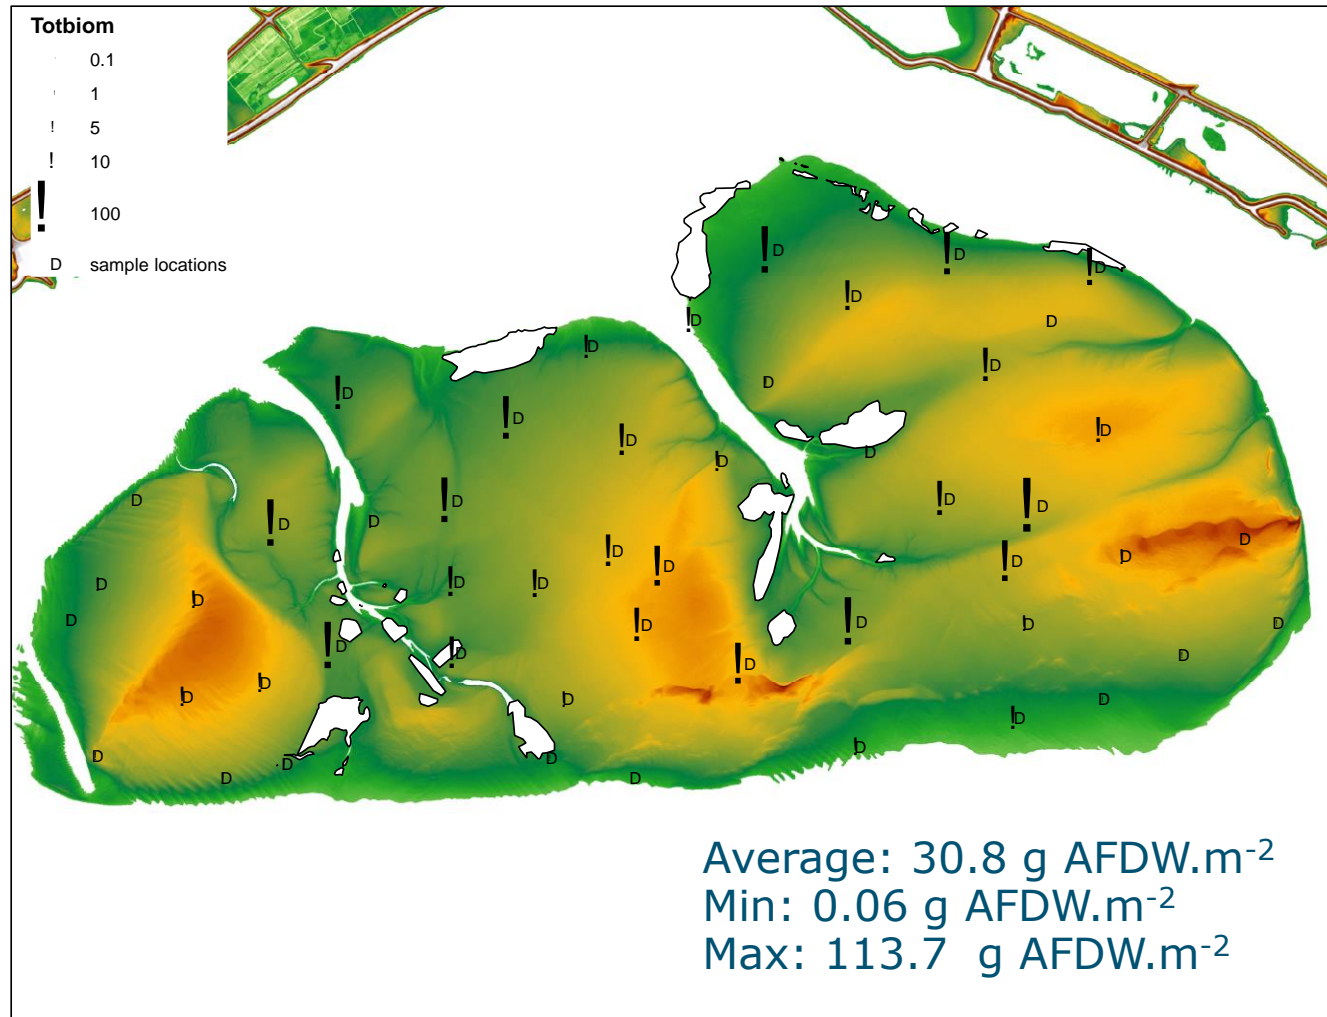 Totbiom
0.1
! 1
! 5
! 10
! 100
D sample locations
Average: 30.8 g AFDW.m⁻²
Min: 0.06 g AFDW.m⁻²
Max: 113.7 g AFDW.m⁻²